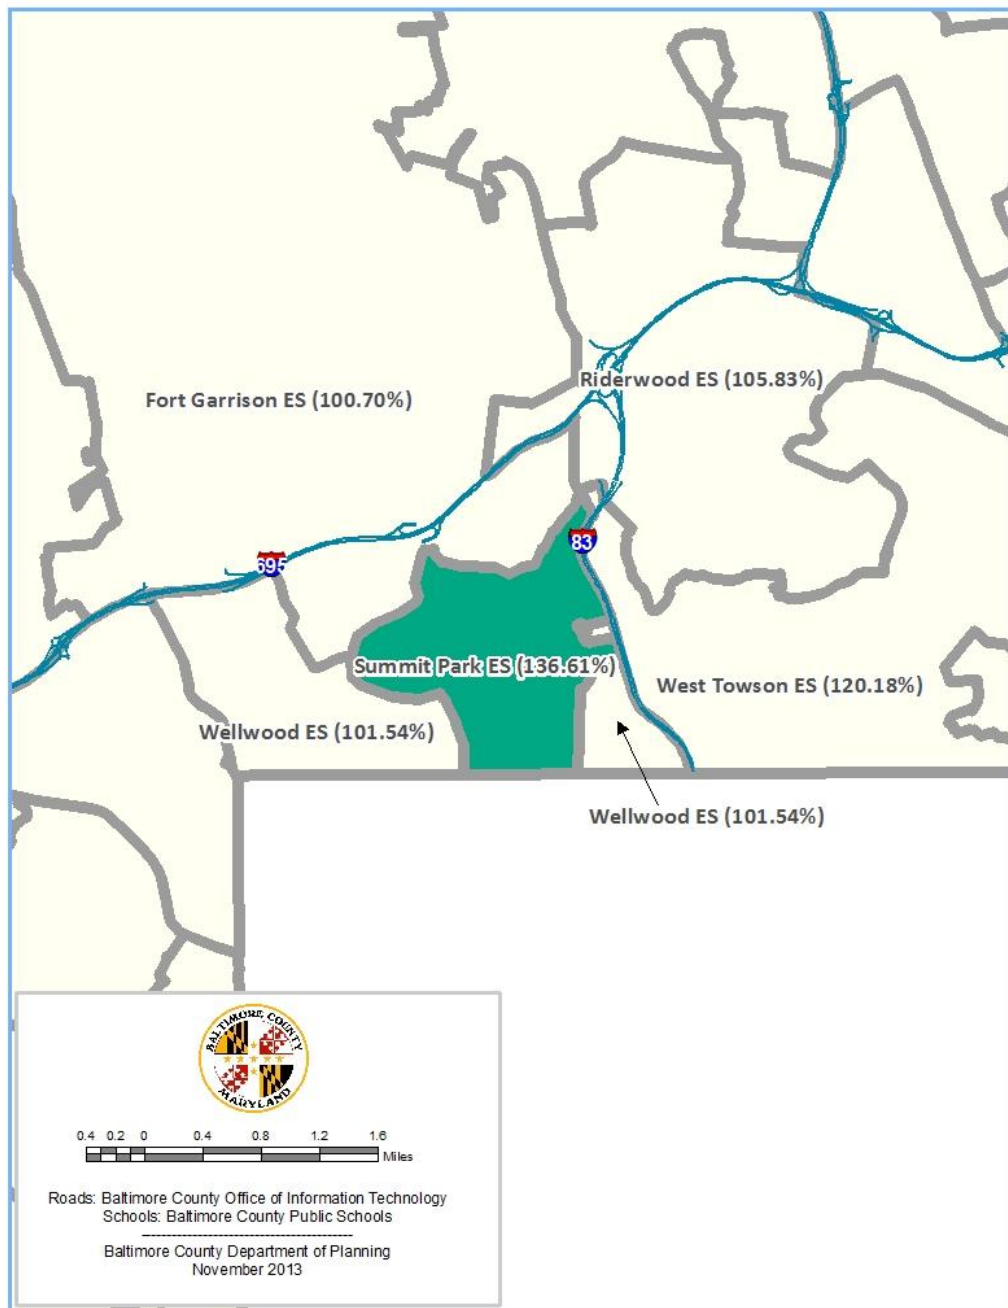 Fort Garrison ES (100.70%)
Riderwood ES (105.83%)
83
695
Summit Park ES (136.61%)
West Towson ES (120.18%)
Wellwood ES (101.54%)
Wellwood ES (101.54%)
BALTIMORE COUNTY
MARYLAND
0.4 0.2 0 0.4 0.8 1.2 1.6
Miles
Roads: Baltimore County Office of Information Technology
Schools: Baltimore County Public Schools
Baltimore County Department of Planning
November 2013